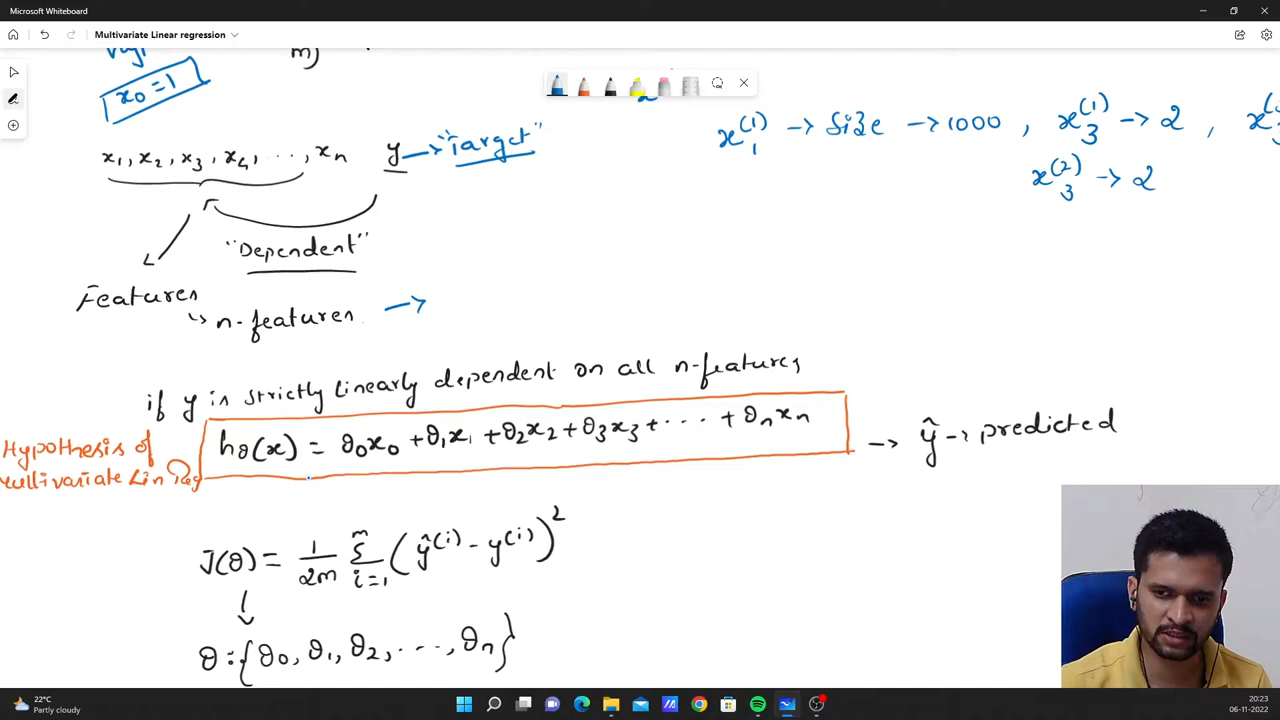 Microsoft Whiteboard
Multivariate Linear regression
x₀ = 1
m)
x₁, x₂, x₃, x₄, ..., xₙ y → "Target"
x₁⁽¹⁾ → Size → 1000 , x₃⁽¹⁾ → 2 ,
x₃⁽²⁾ → 2
"Dependent"
Features
↳ n-features →
if y is strictly linearly dependent on all n-features
Hypothesis of
Multivariate Lin Reg
hθ(x) = θ₀x₀ + θ₁x₁ + θ₂x₂ + θ₃x₃ + ... + θₙxₙ → ŷ → predicted
J(θ) = 1/2m Σᵢ₌₁ᵐ (ŷ⁽ⁱ⁾ - y⁽ⁱ⁾)²
θ : {θ₀, θ₁, θ₂, ..., θₙ}
22°C
Partly cloudy
20:23
06-11-2022